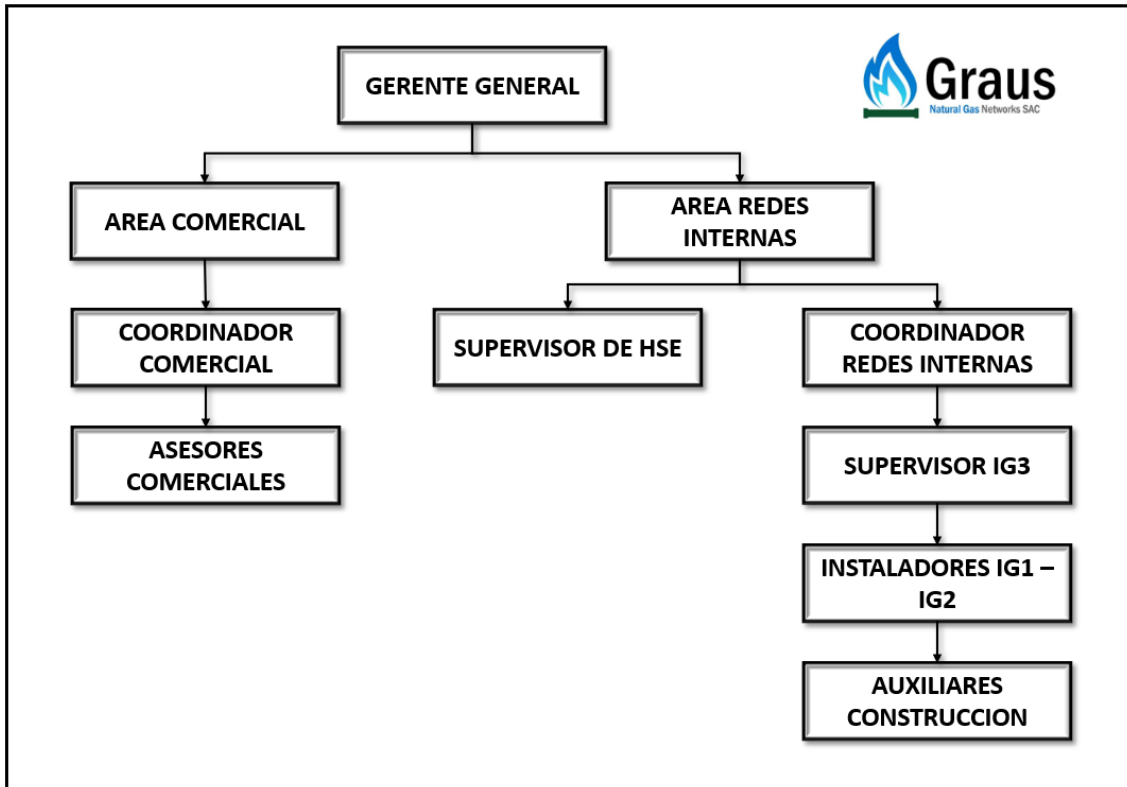 GERENTE GENERAL
Graus
Natural Gas Networks SAC
AREA COMERCIAL
AREA REDES
INTERNAS
COORDINADOR
COMERCIAL
SUPERVISOR DE HSE
COORDINADOR
REDES INTERNAS
ASESORES
COMERCIALES
SUPERVISOR IG3
INSTALADORES IG1 –
IG2
AUXILIARES
CONSTRUCCION